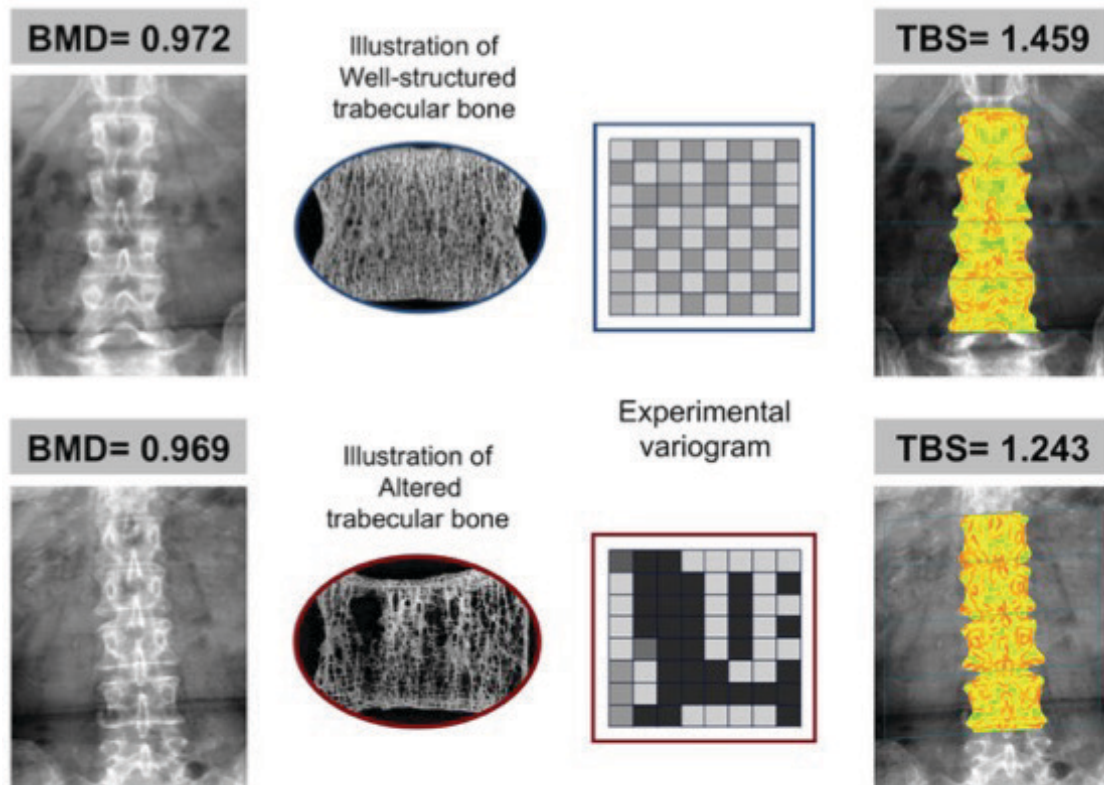 BMD= 0.972
Illustration of
Well-structured
trabecular bone
TBS= 1.459
BMD= 0.969
Illustration of
Altered
trabecular bone
Experimental
variogram
TBS= 1.243